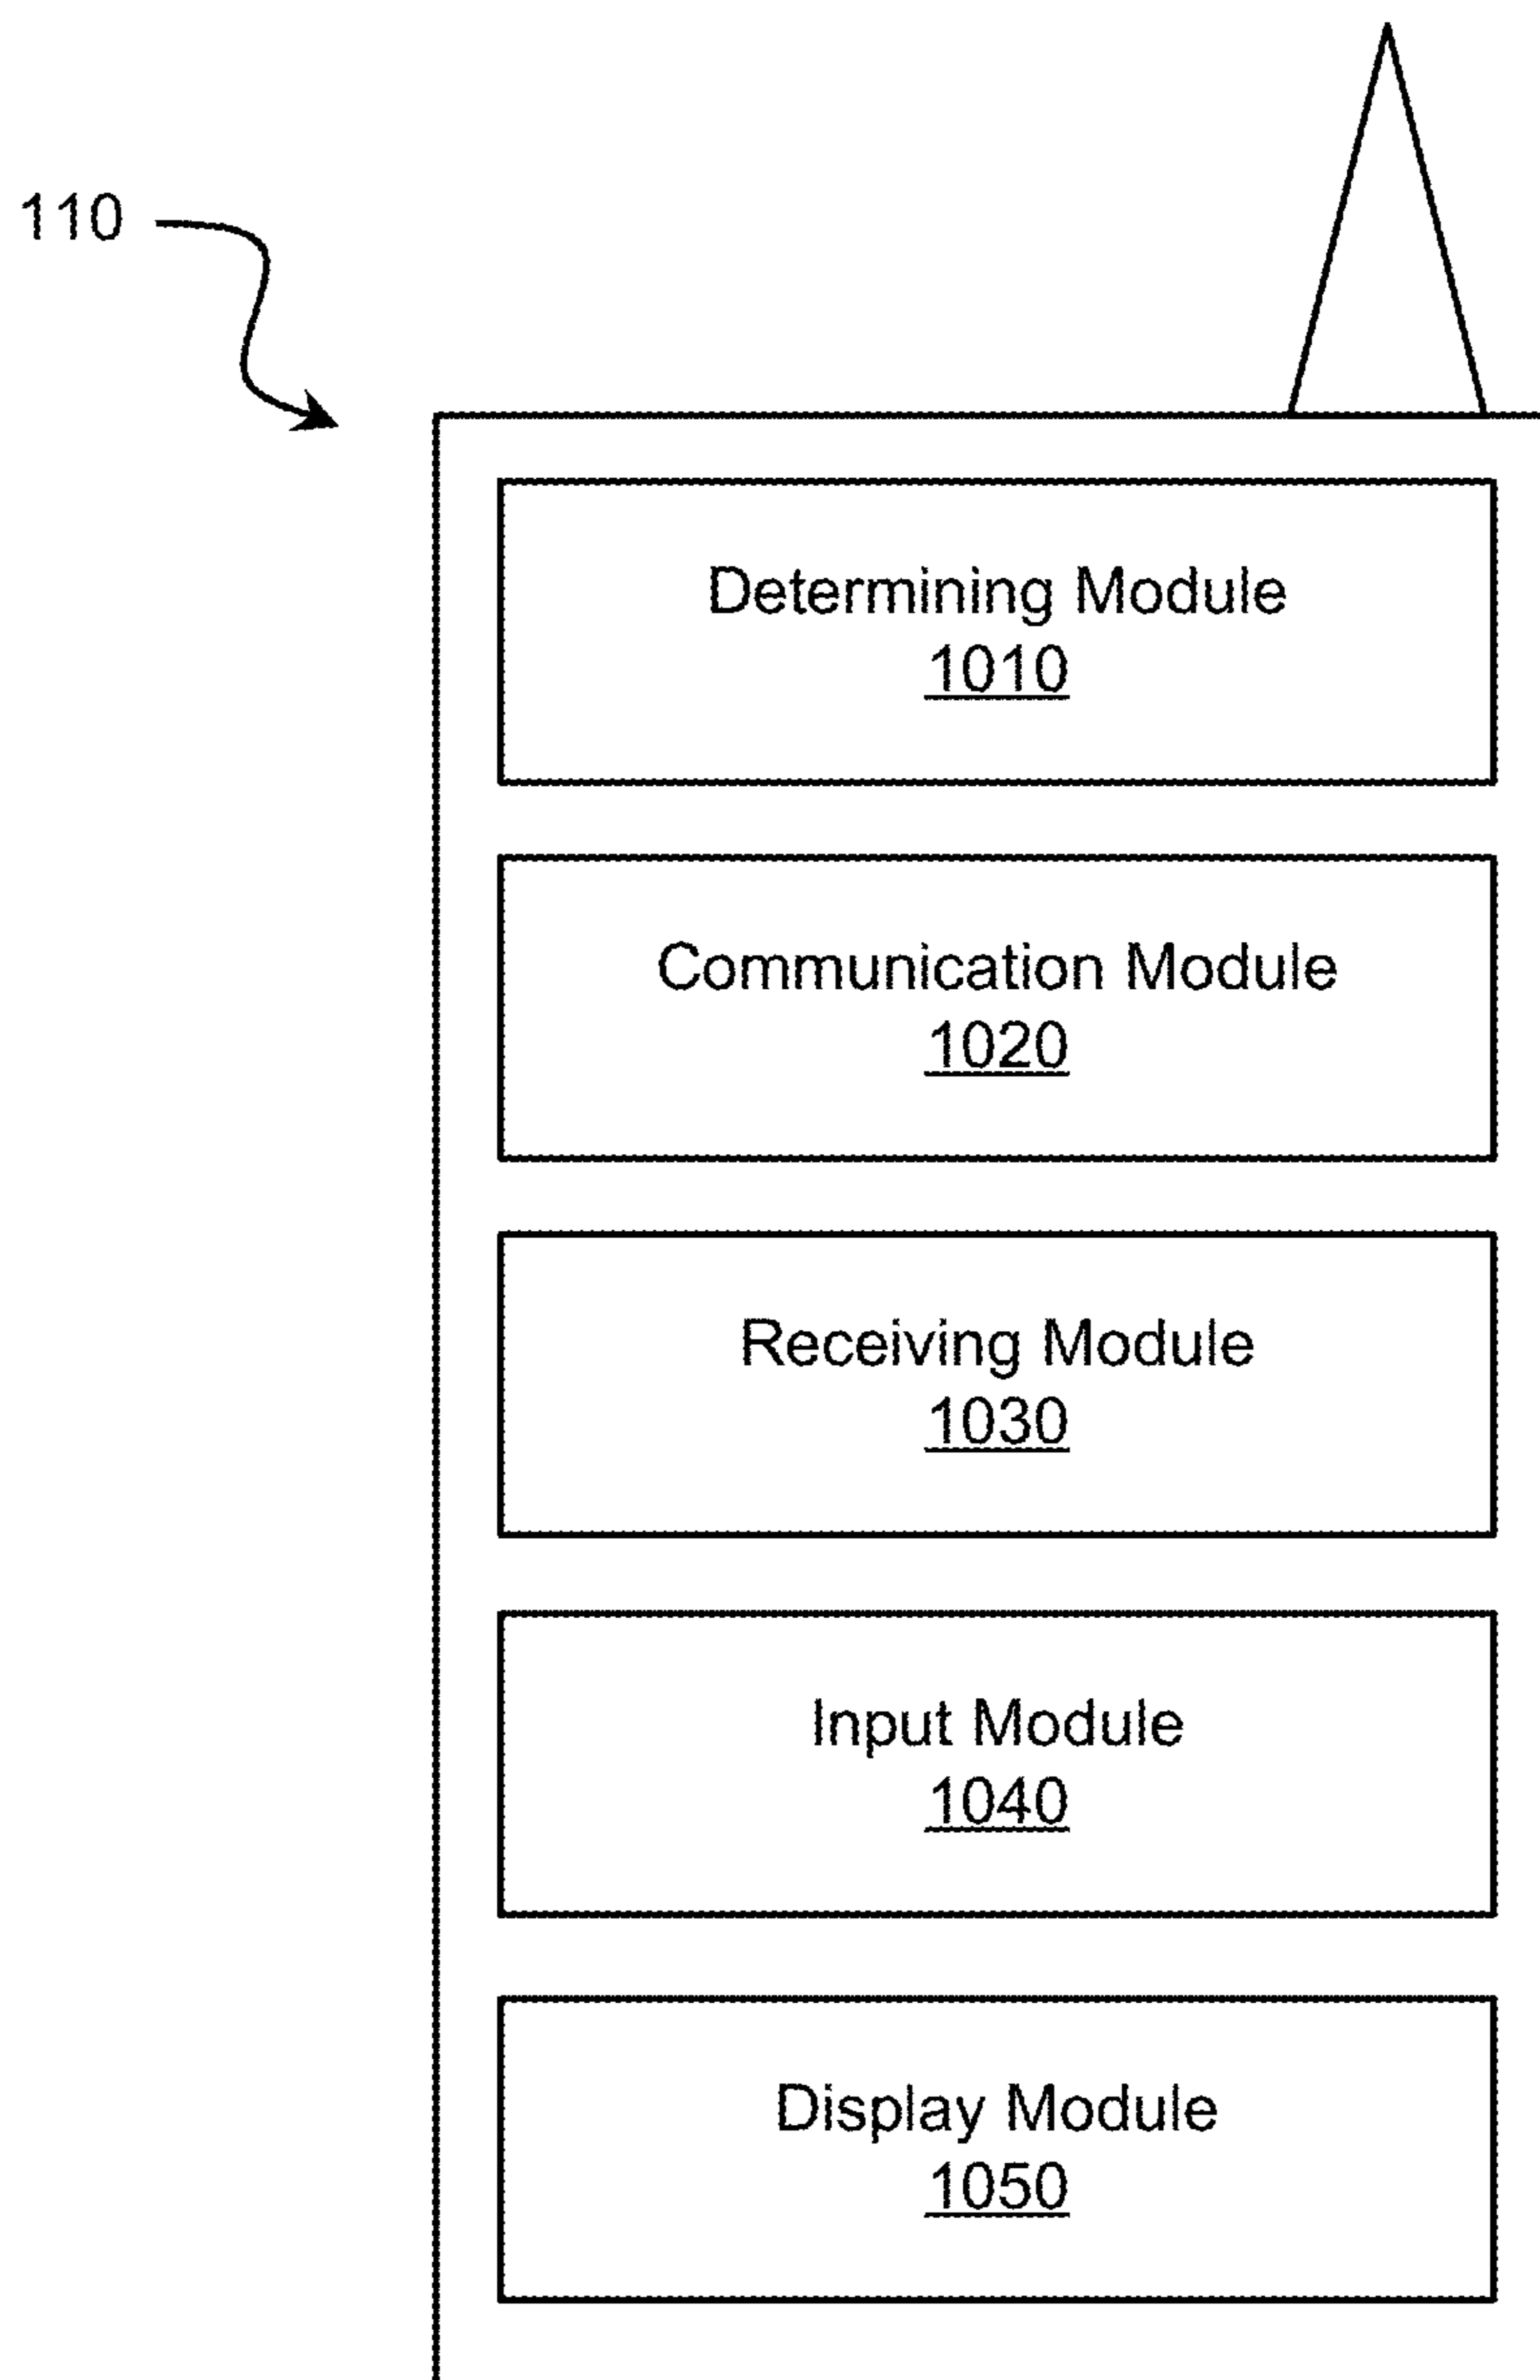 110
Determining Module
1010
Communication Module
1020
Receiving Module
1030
Input Module
1040
Display Module
1050